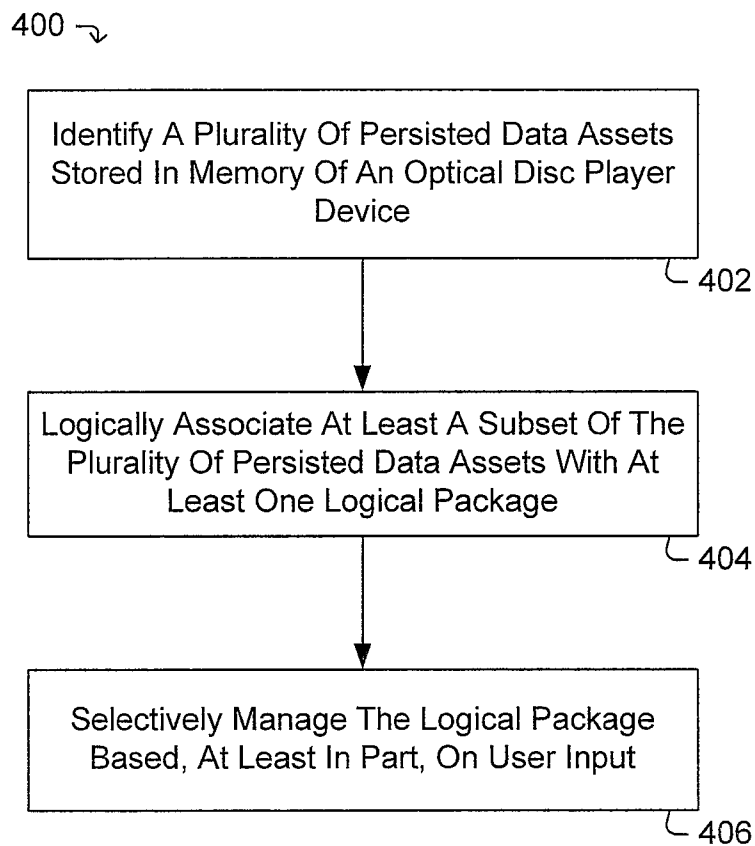 400
Identify A Plurality Of Persisted Data Assets
Stored In Memory Of An Optical Disc Player
Device
402
Logically Associate At Least A Subset Of The
Plurality Of Persisted Data Assets With At
Least One Logical Package
404
Selectively Manage The Logical Package
Based, At Least In Part, On User Input
406